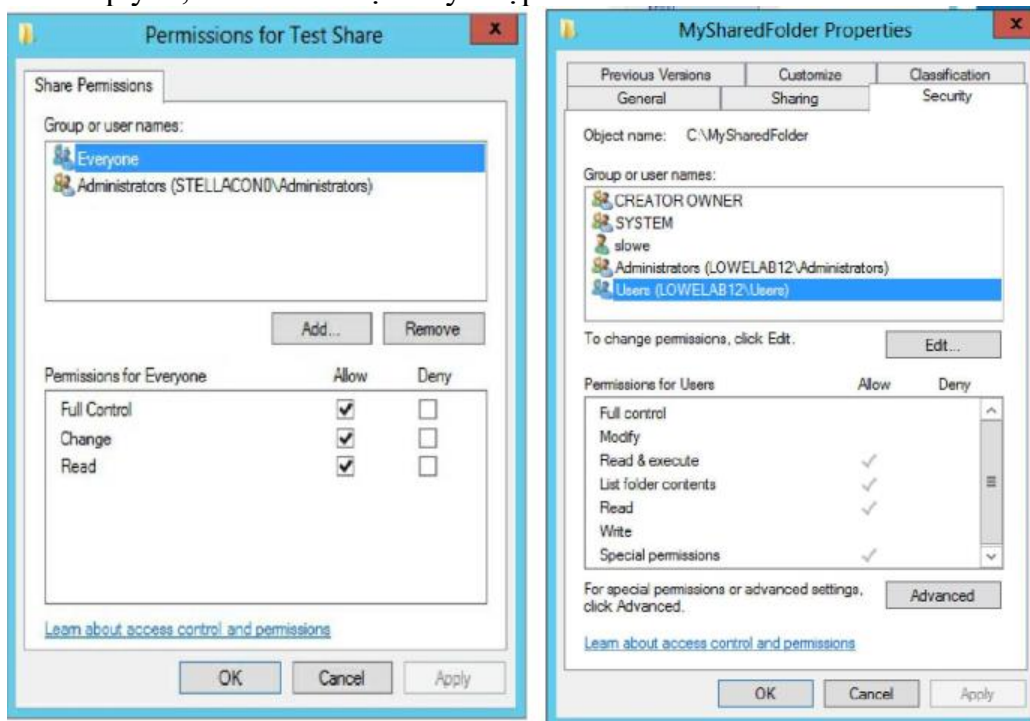 Permissions for Test Share
x
Share Permissions
Group or user names:
Everyone
Administrators (STELLACON0\Administrators)
Add...
Remove
Permissions for Everyone Allow Deny
Full Control
Change
Read
Learn about access control and permissions
OK Cancel Apply
MySharedFolder Properties
x
Previous Versions Customize Classification
General Sharing Security
Object name: C:\MySharedFolder
Group or user names:
CREATOR OWNER
SYSTEM
slowe
Administrators (LOWELAB12\Administrators)
Users (LOWELAB12\Users)
To change permissions, click Edit.
Edit...
Permissions for Users Allow Deny
Full control
Modify
Read & execute
List folder contents
Read
Write
Special permissions
For special permissions or advanced settings,
click Advanced.
Advanced
Learn about access control and permissions
OK Cancel Apply